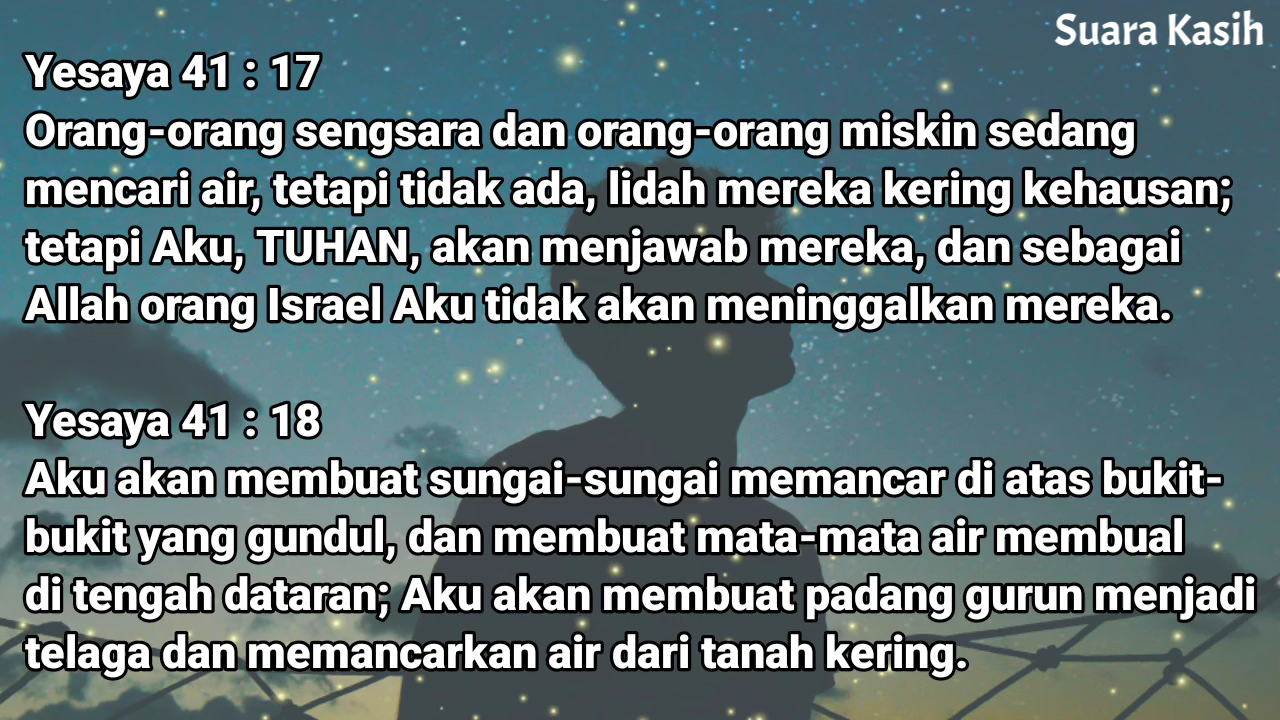 Suara Kasih
Yesaya 41 : 17
Orang-orang sengsara dan orang-orang miskin sedang
mencari air, tetapi tidak ada, lidah mereka kering kehausan;
tetapi Aku, TUHAN, akan menjawab mereka, dan sebagai
Allah orang Israel Aku tidak akan meninggalkan mereka.
Yesaya 41 : 18
Aku akan membuat sungai-sungai memancar di atas bukit-
bukit yang gundul, dan membuat mata-mata air membual
di tengah dataran; Aku akan membuat padang gurun menjadi
telaga dan memancarkan air dari tanah kering.